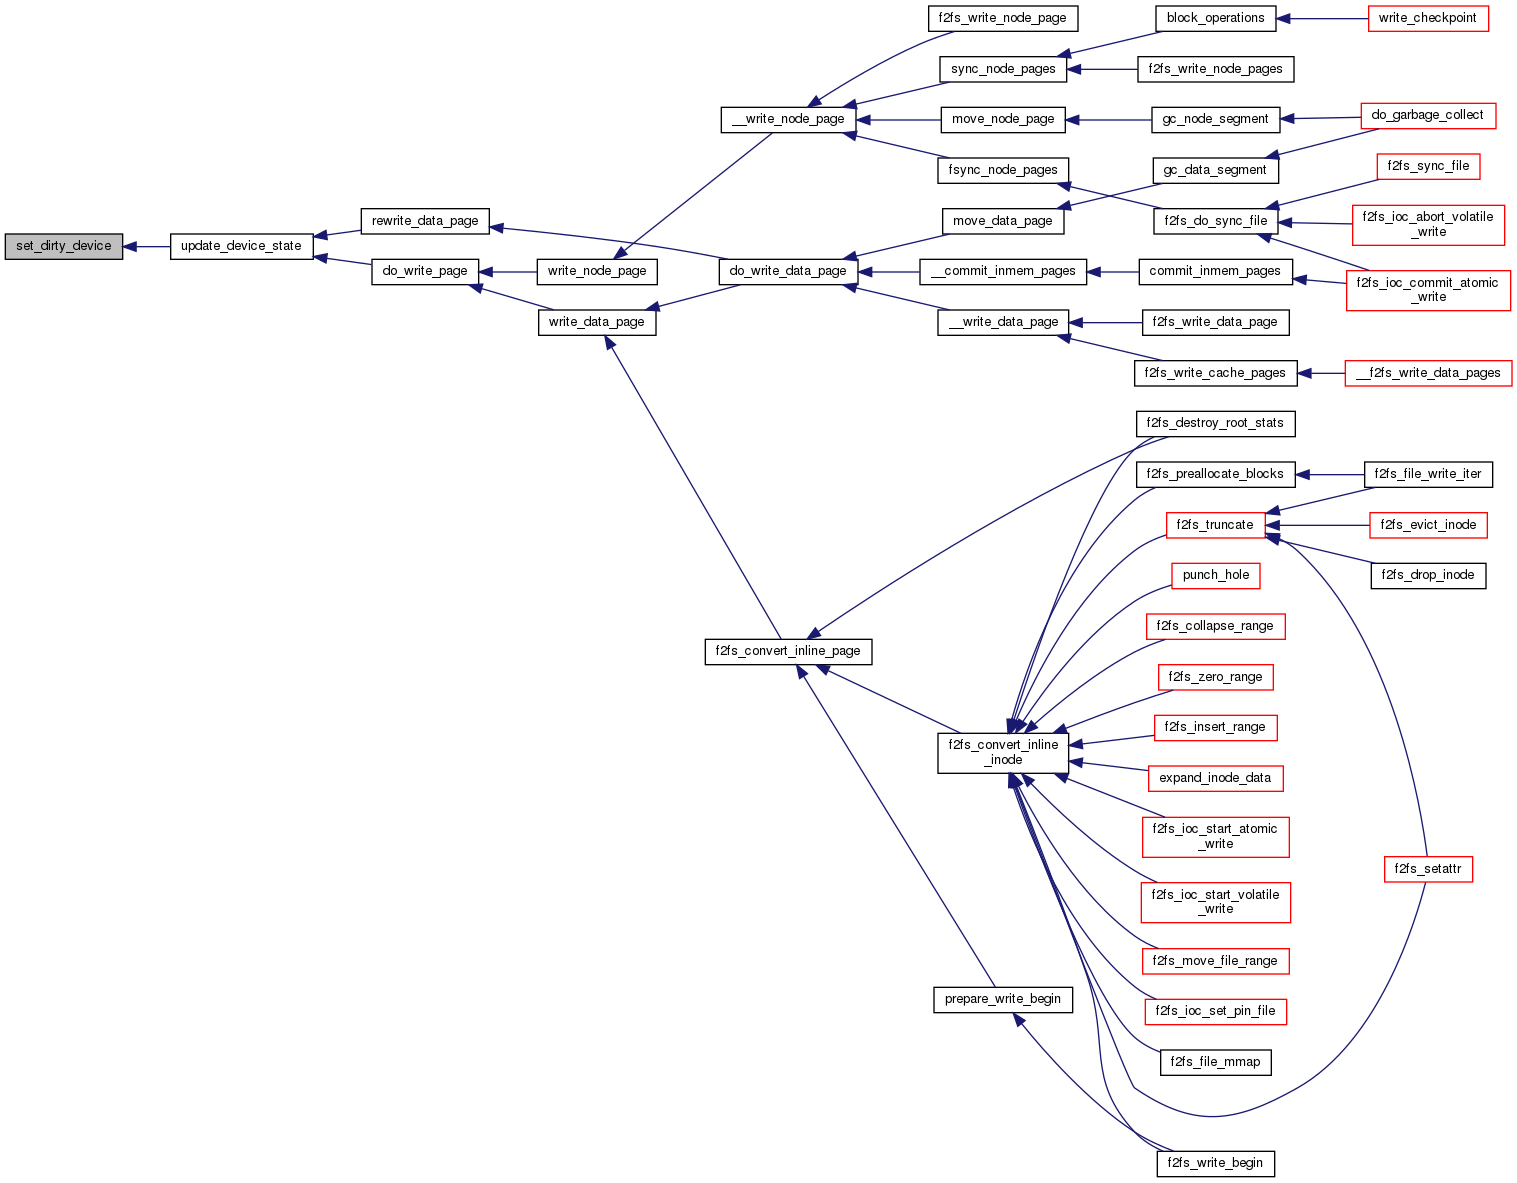 f2fs_write_node_page
block_operations
write_checkpoint
sync_node_pages
f2fs_write_node_pages
__write_node_page
move_node_page
gc_node_segment
do_garbage_collect
fsync_node_pages
gc_data_segment
f2fs_sync_file
set_dirty_device
update_device_state
rewrite_data_page
move_data_page
f2fs_do_sync_file
f2fs_ioc_abort_volatile
_write
do_write_page
write_node_page
do_write_data_page
__commit_inmem_pages
commit_inmem_pages
f2fs_ioc_commit_atomic
_write
write_data_page
__write_data_page
f2fs_write_data_page
f2fs_write_cache_pages
__f2fs_write_data_pages
f2fs_destroy_root_stats
f2fs_preallocate_blocks
f2fs_file_write_iter
f2fs_truncate
f2fs_evict_inode
punch_hole
f2fs_drop_inode
f2fs_collapse_range
f2fs_convert_inline_page
f2fs_zero_range
f2fs_insert_range
f2fs_convert_inline
_inode
expand_inode_data
f2fs_ioc_start_atomic
_write
f2fs_setattr
f2fs_ioc_start_volatile
_write
f2fs_move_file_range
prepare_write_begin
f2fs_ioc_set_pin_file
f2fs_file_mmap
f2fs_write_begin